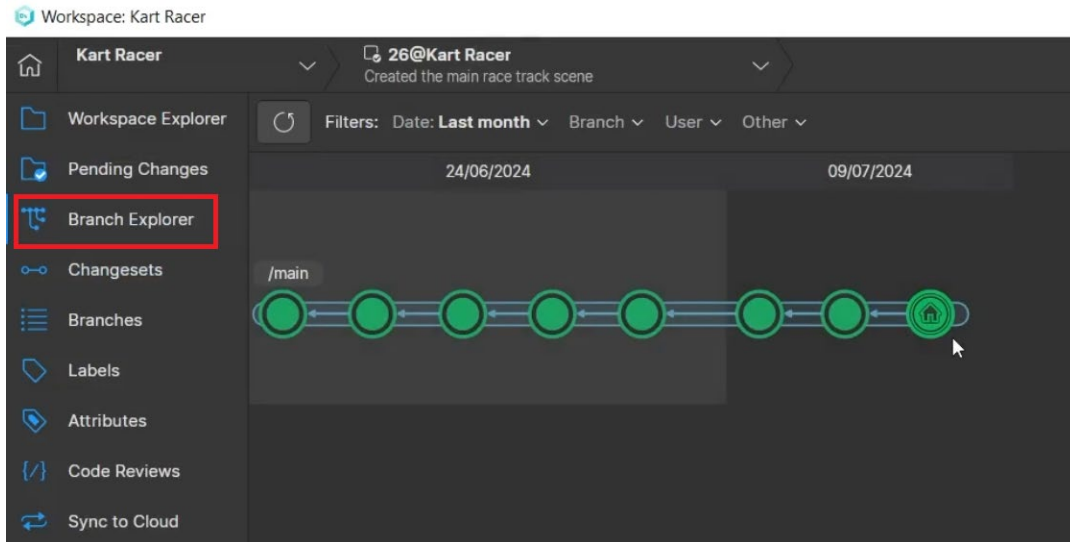 Workspace: Kart Racer
Kart Racer
26@Kart Racer
Created the main race track scene
Workspace Explorer
Pending Changes
Branch Explorer
Changesets
Branches
Labels
Attributes
Code Reviews
Sync to Cloud
Filters: Date: Last month Branch User Other
24/06/2024 09/07/2024
/main